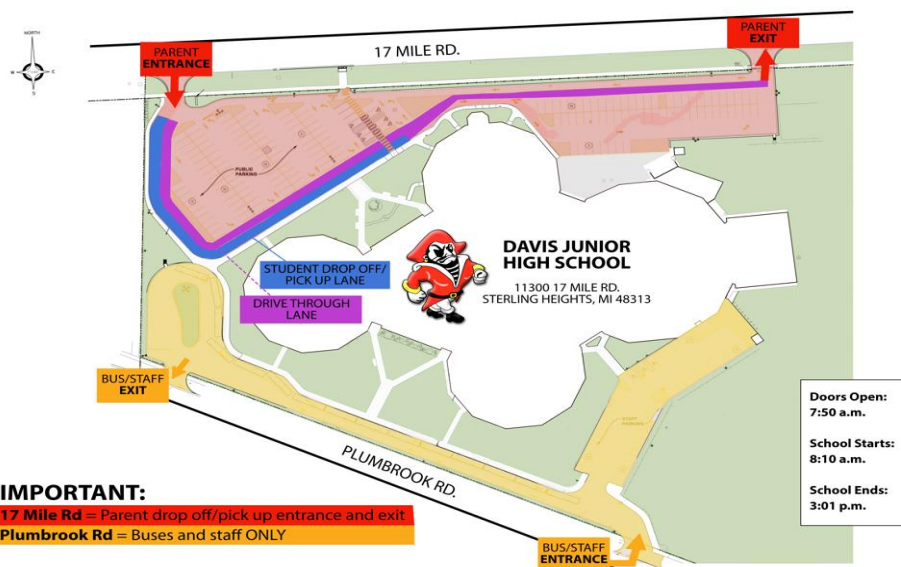 NORTH
W
E
S
17 MILE RD.
PARENT
ENTRANCE
PARENT
EXIT
PUBLIC
PARKING
STUDENT DROP OFF/
PICK UP LANE
DRIVE THROUGH
LANE
DAVIS JUNIOR
HIGH SCHOOL
11300 17 MILE RD.
STERLING HEIGHTS, MI 48313
BUS/STAFF
EXIT
STAFF
PARKING
PLUMBROOK RD.
BUS/STAFF
ENTRANCE
Doors Open:
7:50 a.m.
School Starts:
8:10 a.m.
School Ends:
3:01 p.m.
IMPORTANT:
17 Mile Rd = Parent drop off/pick up entrance and exit
Plumbrook Rd = Buses and staff ONLY